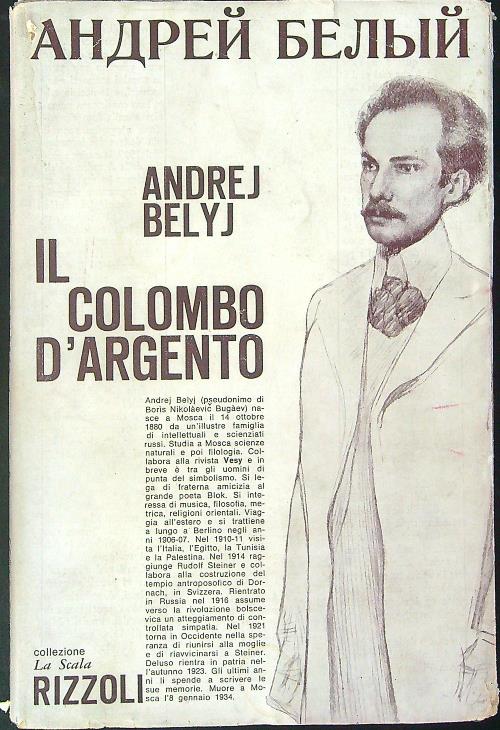 АНДРЕЙ БЕЛЫЙ
ANDREJ
BELYJ
IL
COLOMBO
D'ARGENTO
Andrej Belyj (pseudonimo di
Boris Nikolàevič Bugàev) na-
sce a Mosca il 14 ottobre
1880 da un'illustre famiglia
di intellettuali e scienziati
russi. Studia a Mosca scienze
naturali e poi filologia. Col-
labora alla rivista Vesy e in
breve è tra gli uomini di
punta del simbolismo. Si le-
ga di fraterna amicizia al
grande poeta Blok. Si inte-
ressa di musica, filosofia, me-
trica, religioni orientali. Viag-
gia all'estero e si trattiene
a lungo a Berlino negli an-
ni 1906-07. Nel 1910-11 visi-
ta l'Italia, l'Egitto, la Tunisia
e la Palestina. Nel 1914 rag-
giunge Rudolf Steiner e col-
labora alla costruzione del
tempio antroposofico di Dor-
nach, in Svizzera. Rientrato
in Russia nel 1916 assume
verso la rivoluzione bolsce-
vica un atteggiamento di con-
trollata simpatia. Nel 1921
torna in Occidente nella spe-
ranza di riunirsi alla moglie
e di riavvicinarsi a Steiner.
Deluso rientra in patria nel-
l'autunno 1923. Gli ultimi an-
ni li spende a scrivere le
sue memorie. Muore a Mo-
sca l'8 gennaio 1934.
collezione
La Scala
RIZZOLI